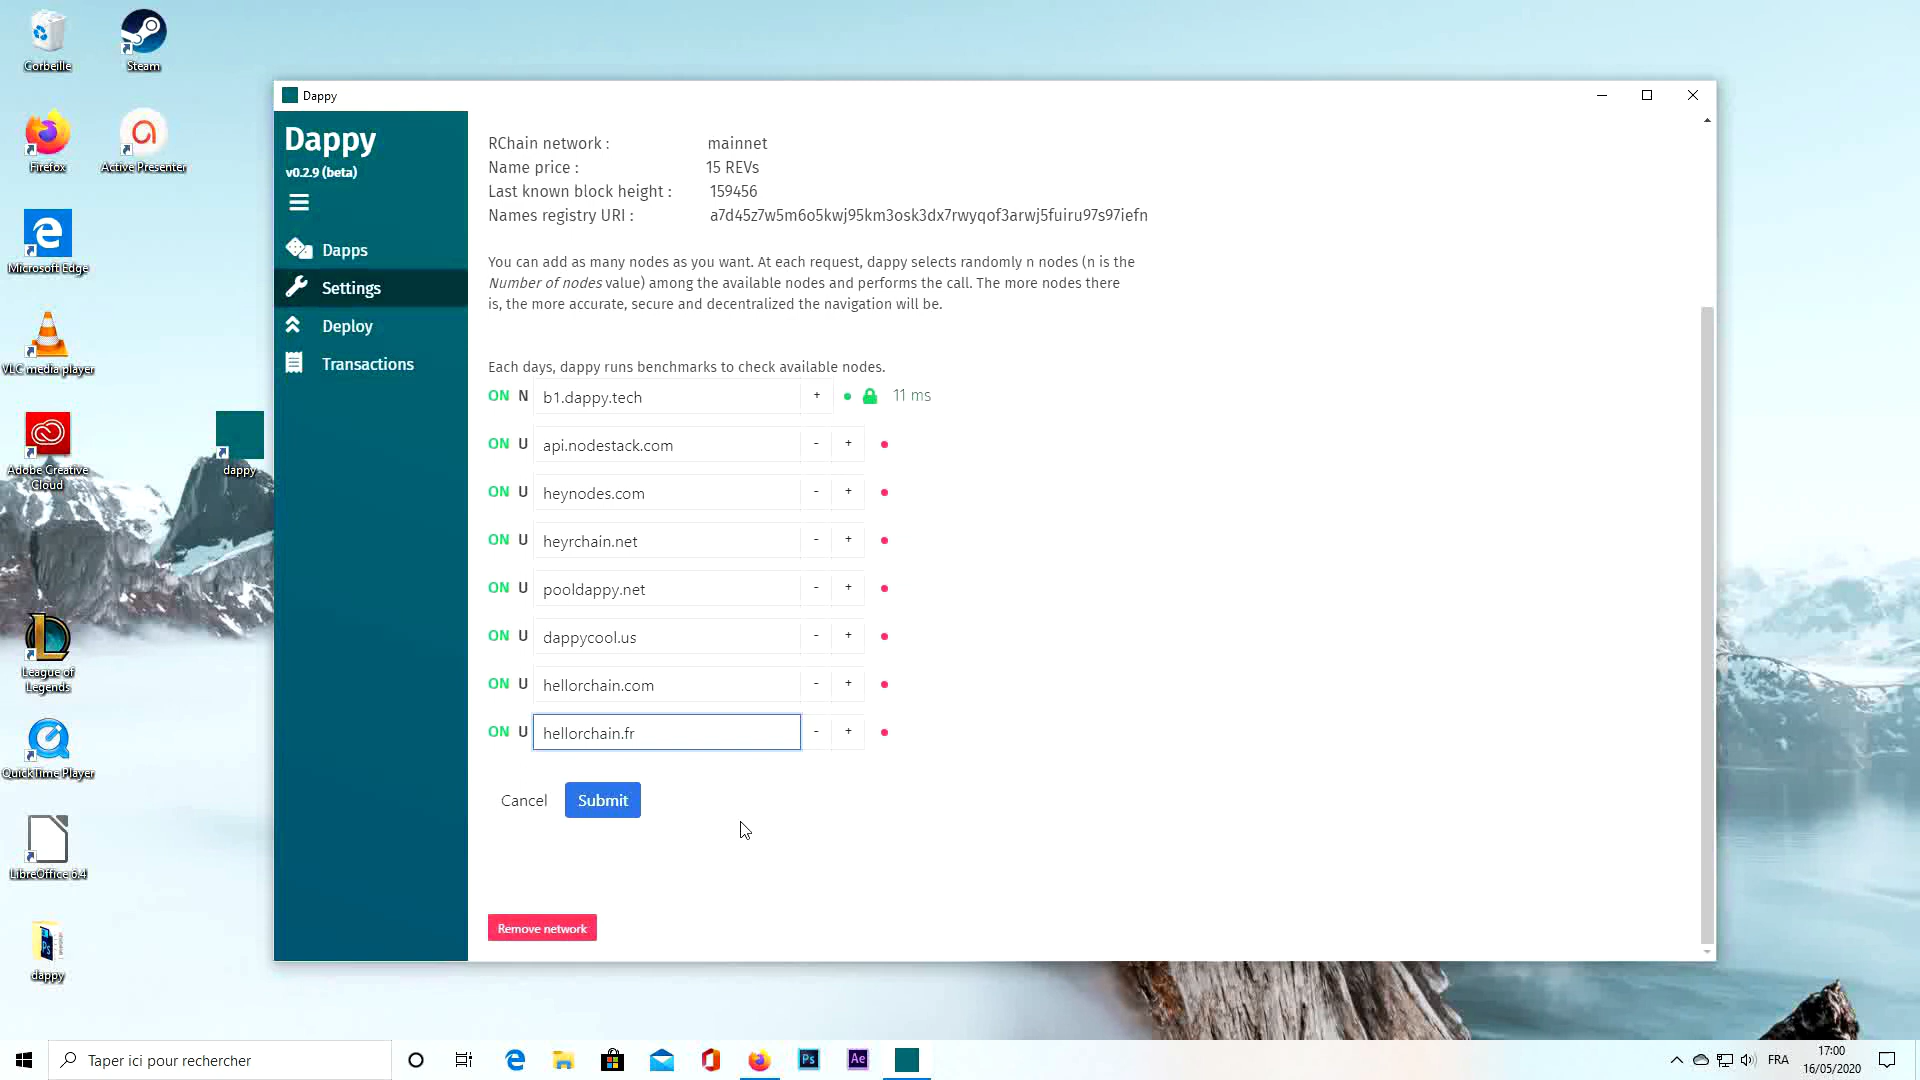 Corbeille
Steam
Firefox
Active Presenter
Microsoft Edge
VLC media player
Adobe Creative
Cloud
dappy
League of
Legends
QuickTime Player
LibreOffice 6.4
dappy
Dappy
Dappy
v0.2.9 (beta)
Dapps
Settings
Deploy
Transactions
RChain network : mainnet
Name price : 15 REVs
Last known block height : 159456
Names registry URI : a7d45z7w5m6o5kwj95km3osk3dx7rwyqof3arwj5fuiru97s97iefn
You can add as many nodes as you want. At each request, dappy selects randomly n nodes (n is the
Number of nodes value) among the available nodes and performs the call. The more nodes there
is, the more accurate, secure and decentralized the navigation will be.
Each days, dappy runs benchmarks to check available nodes.
ON N b1.dappy.tech + 11 ms
ON U api.nodestack.com - +
ON U heynodes.com - +
ON U heyrchain.net - +
ON U pooldappy.net - +
ON U dappycool.us - +
ON U hellorchain.com - +
ON U hellorchain.fr - +
Cancel Submit
Remove network
Taper ici pour rechercher
Ps
Ae
FRA
17:00
16/05/2020